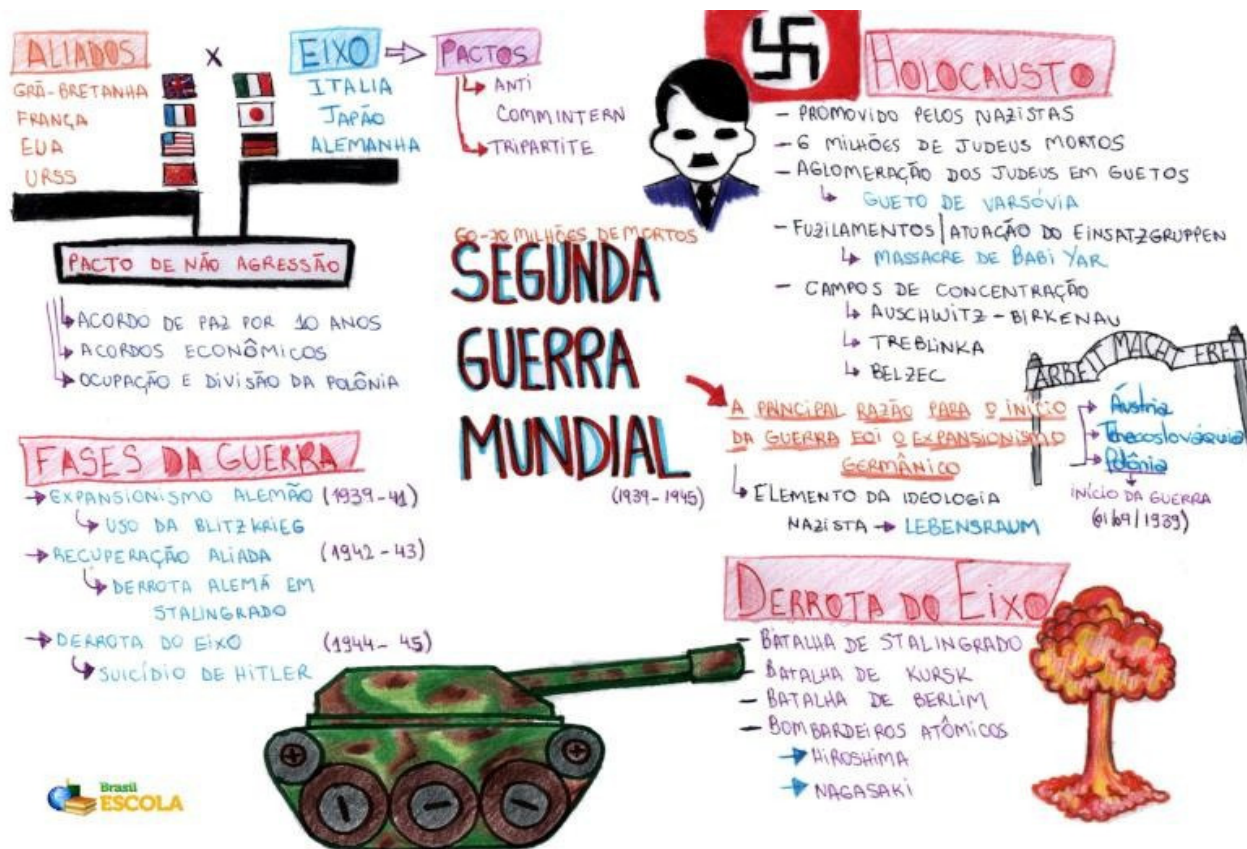 ALIADOS X EIXO PACTOS
GRÃ-BRETANHA
FRANÇA
EUA
URSS
ITALIA
JAPÃO
ALEMANHA
ANTI
COMMINTERN
TRIPARTITE
PACTO DE NÃO AGRESSÃO
ACORDO DE PAZ POR 10 ANOS
ACORDOS ECONÔMICOS
OCUPAÇÃO E DIVISÃO DA POLÔNIA
HOLOCAUSTO
- PROMOVIDO PELOS NAZISTAS
- 6 MILHÕES DE JUDEUS MORTOS
- AGLOMERAÇÃO DOS JUDEUS EM GUETOS
GUETO DE VARSÓVIA
- FUZILAMENTOS/ATUAÇÃO DO EINSATZGRUPPEN
MASSACRE DE BABI YAR
- CAMPOS DE CONCENTRAÇÃO
AUSCHWITZ - BIRKENAU
TREBLINKA
BELZEC
ARBEIT MACHT FREI
60-70 MILHÕES DE MORTOS
SEGUNDA
GUERRA
MUNDIAL
(1939-1945)
A PRINCIPAL RAZÃO PARA O INÍCIO
DA GUERRA FOI O EXPANSIONISMO
GERMÂNICO
ELEMENTO DA IDEOLOGIA
NAZISTA → LEBENSRAUM
Áustria
Tchecoslováquia
Polônia
INÍCIO DA GUERRA
(01/09/1939)
FASES DA GUERRA
EXPANSIONISMO ALEMÃO (1939-41)
USO DA BLITZKRIEG
RECUPERAÇÃO ALIADA (1942-43)
DERROTA ALEMÃ EM
STALINGRADO
DERROTA DO EIXO (1944-45)
SUICÍDIO DE HITLER
DERROTA DO EIXO
- BATALHA DE STALINGRADO
- BATALHA DE KURSK
- BATALHA DE BERLIM
- BOMBARDEIROS ATÔMICOS
HIROSHIMA
NAGASAKI
Brasil
ESCOLA